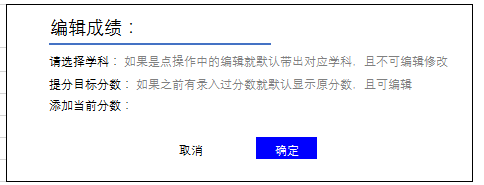 编辑成绩：
请选择学科：如果是点操作中的编辑就默认带出对应学科，且不可编辑修改
提分目标分数：如果之前有录入过分数就默认显示原分数，且可编辑
添加当前分数：
取消 确定